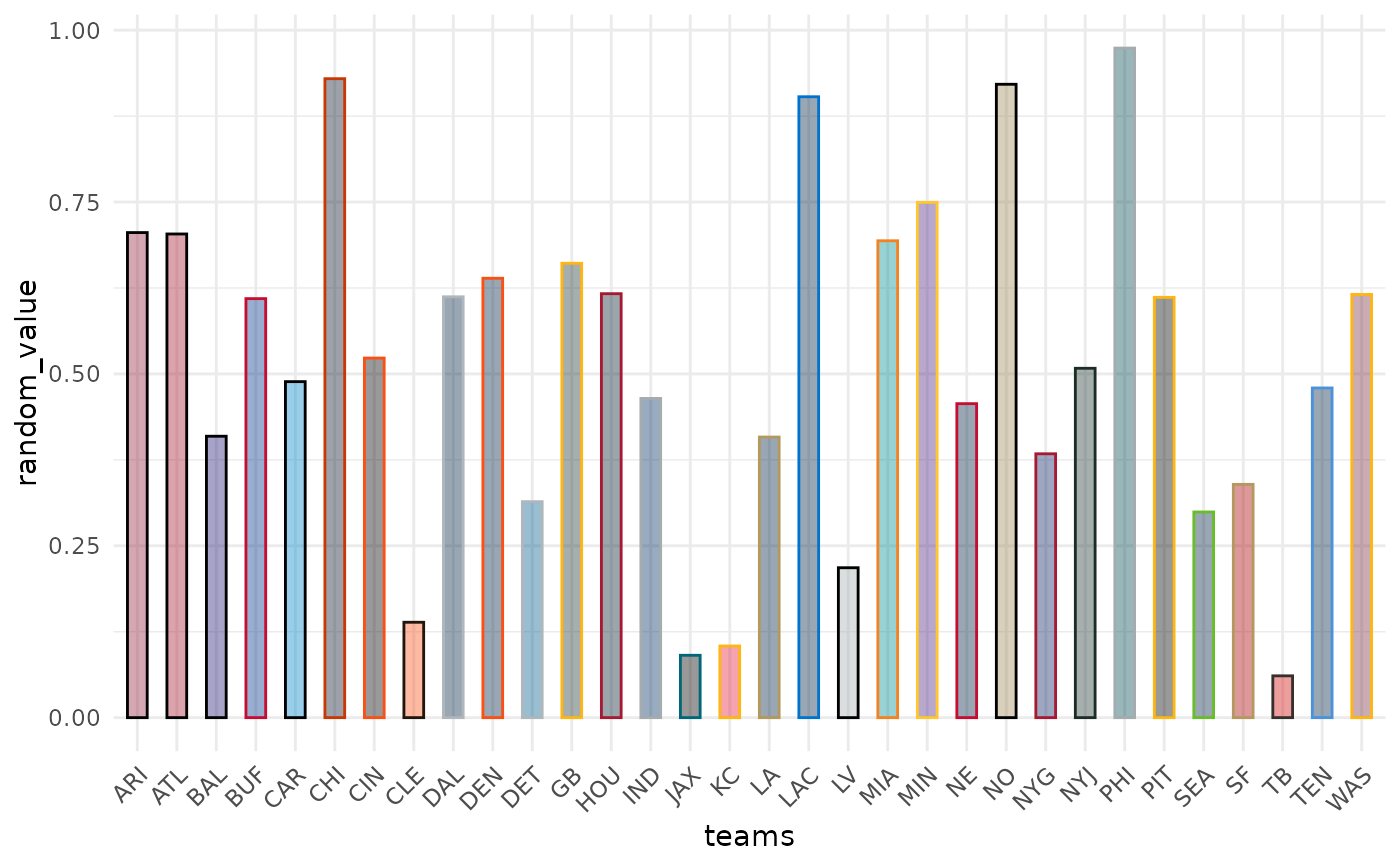 1.00
0.75
0.50
0.25
0.00
random_value
ARI ATL BAL BUF CAR CHI CIN CLE DAL DEN DET GB HOU IND JAX KC LA LAC LV MIA MIN NE NO NYG NYJ PHI PIT SEA SF TB TEN WAS
teams